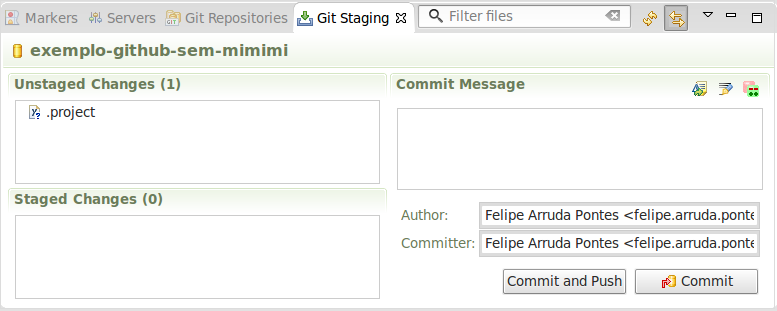 Markers Servers Git Repositories Git Staging Filter files
exemplo-github-sem-mimimi
Unstaged Changes (1)
.project
Staged Changes (0)
Commit Message
Author: Felipe Arruda Pontes <felipe.arruda.ponte
Committer: Felipe Arruda Pontes <felipe.arruda.ponte
Commit and Push Commit